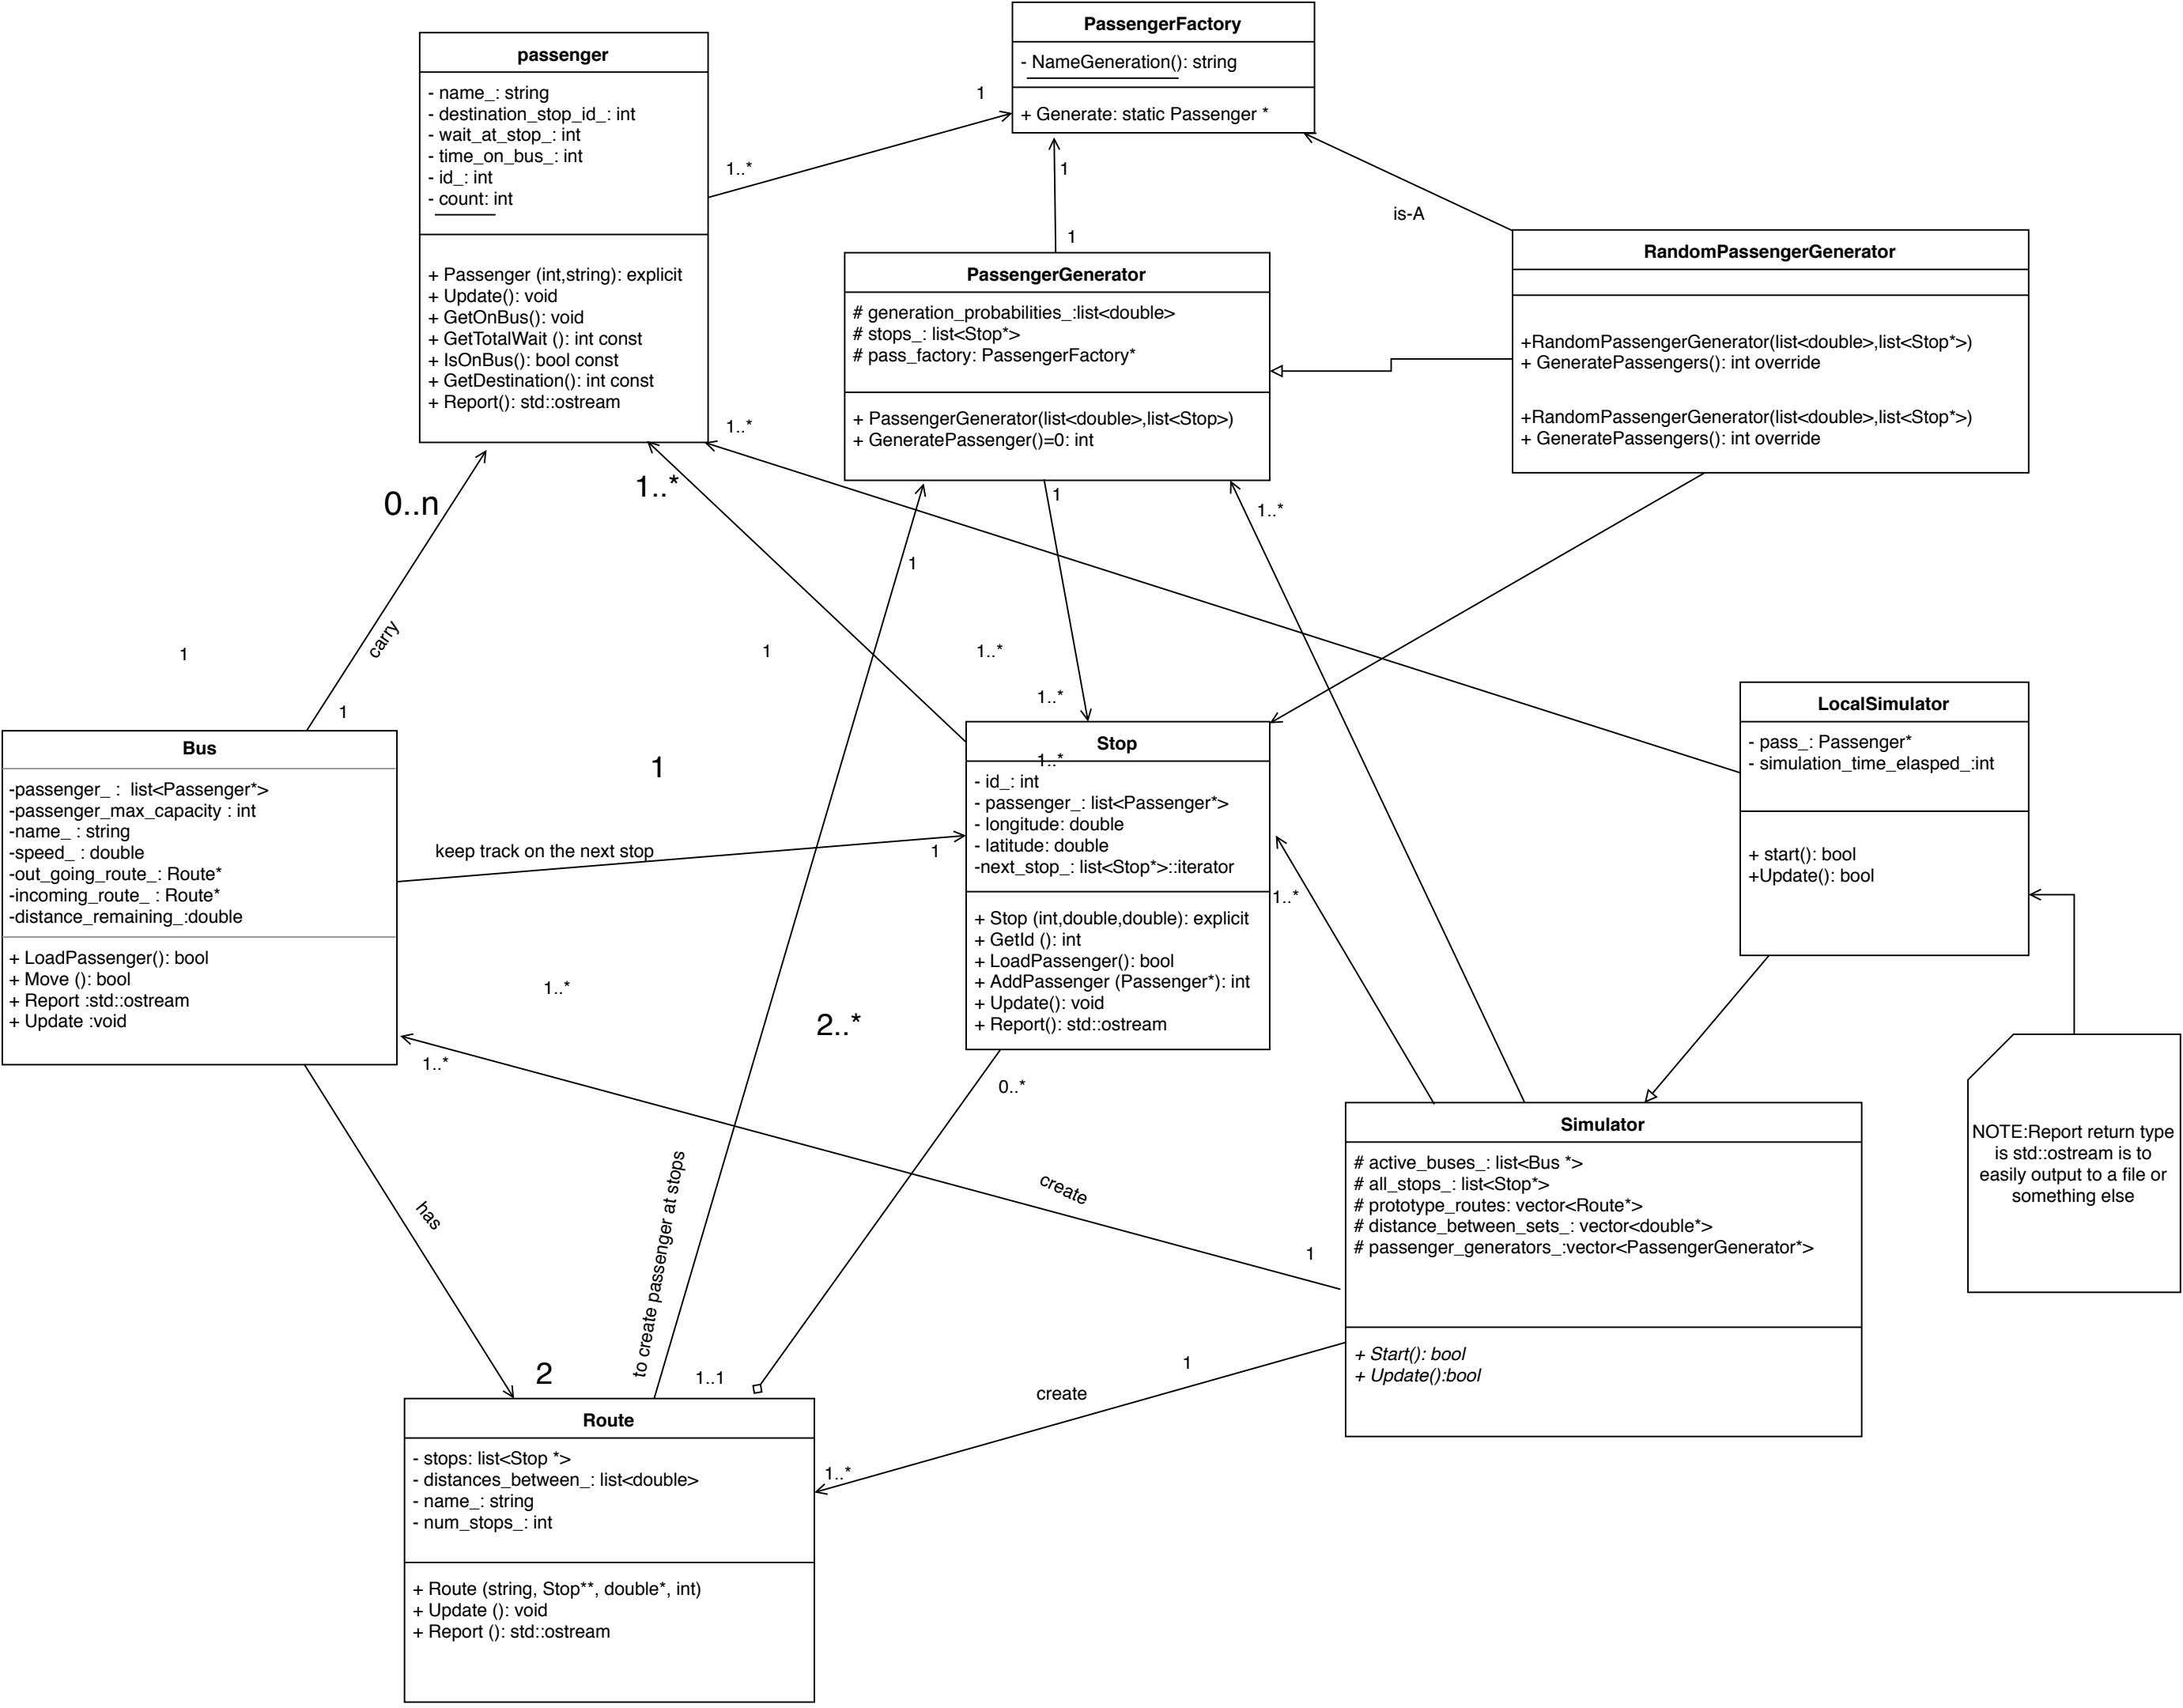 PassengerFactory
- NameGeneration(): string
+ Generate: static Passenger *
passenger
- name_: string
- destination_stop_id_: int
- wait_at_stop_: int
- time_on_bus_: int
- id_: int
- count: int
+ Passenger (int,string): explicit
+ Update(): void
+ GetOnBus(): void
+ GetTotalWait (): int const
+ IsOnBus(): bool const
+ GetDestination(): int const
+ Report(): std::ostream
1
1..*
1
1
is-A
PassengerGenerator
# generation_probabilities_:list<double>
# stops_: list<Stop*>
# pass_factory: PassengerFactory*
+ PassengerGenerator(list<double>,list<Stop>)
+ GeneratePassenger()=0: int
RandomPassengerGenerator
+RandomPassengerGenerator(list<double>,list<Stop*>)
+ GeneratePassengers(): int override
+RandomPassengerGenerator(list<double>,list<Stop*>)
+ GeneratePassengers(): int override
1..*
1..*
0..n
1
1..*
1
carry
1
1
1..*
1..*
1
Bus
-passenger_ : list<Passenger*>
-passenger_max_capacity : int
-name_ : string
-speed_ : double
-out_going_route_: Route*
-incoming_route_ : Route*
-distance_remaining_:double
+ LoadPassenger(): bool
+ Move (): bool
+ Report :std::ostream
+ Update :void
1
keep track on the next stop
1
Stop
1..*
- id_: int
- passenger_: list<Passenger*>
- longitude: double
- latitude: double
-next_stop_: list<Stop*>::iterator
+ Stop (int,double,double): explicit
+ GetId (): int
+ LoadPassenger(): bool
+ AddPassenger (Passenger*): int
+ Update(): void
+ Report(): std::ostream
1..*
LocalSimulator
- pass_: Passenger*
- simulation_time_elasped_:int
+ start(): bool
+Update(): bool
1..*
2..*
1..*
0..*
NOTE:Report return type
is std::ostream is to
easily output to a file or
something else
Simulator
# active_buses_: list<Bus *>
# all_stops_: list<Stop*>
# prototype_routes: vector<Route*>
# distance_between_sets_: vector<double*>
# passenger_generators_:vector<PassengerGenerator*>
+ Start(): bool
+ Update():bool
has
to create passenger at stops
create
1
2
1..1
1
create
1..*
Route
- stops: list<Stop *>
- distances_between_: list<double>
- name_: string
- num_stops_: int
+ Route (string, Stop**, double*, int)
+ Update (): void
+ Report (): std::ostream